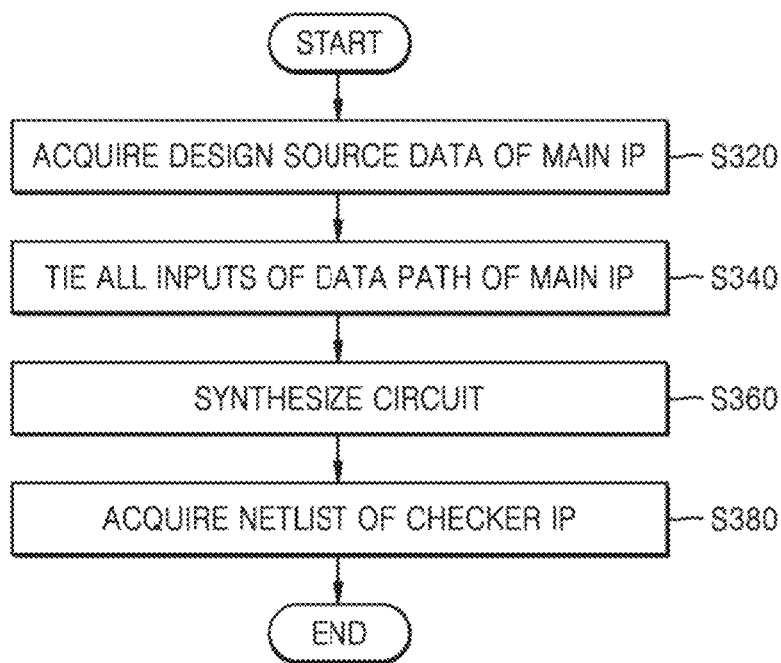 START
ACQUIRE DESIGN SOURCE DATA OF MAIN IP S320
TIE ALL INPUTS OF DATA PATH OF MAIN IP S340
SYNTHESIZE CIRCUIT S360
ACQUIRE NETLIST OF CHECKER IP S380
END